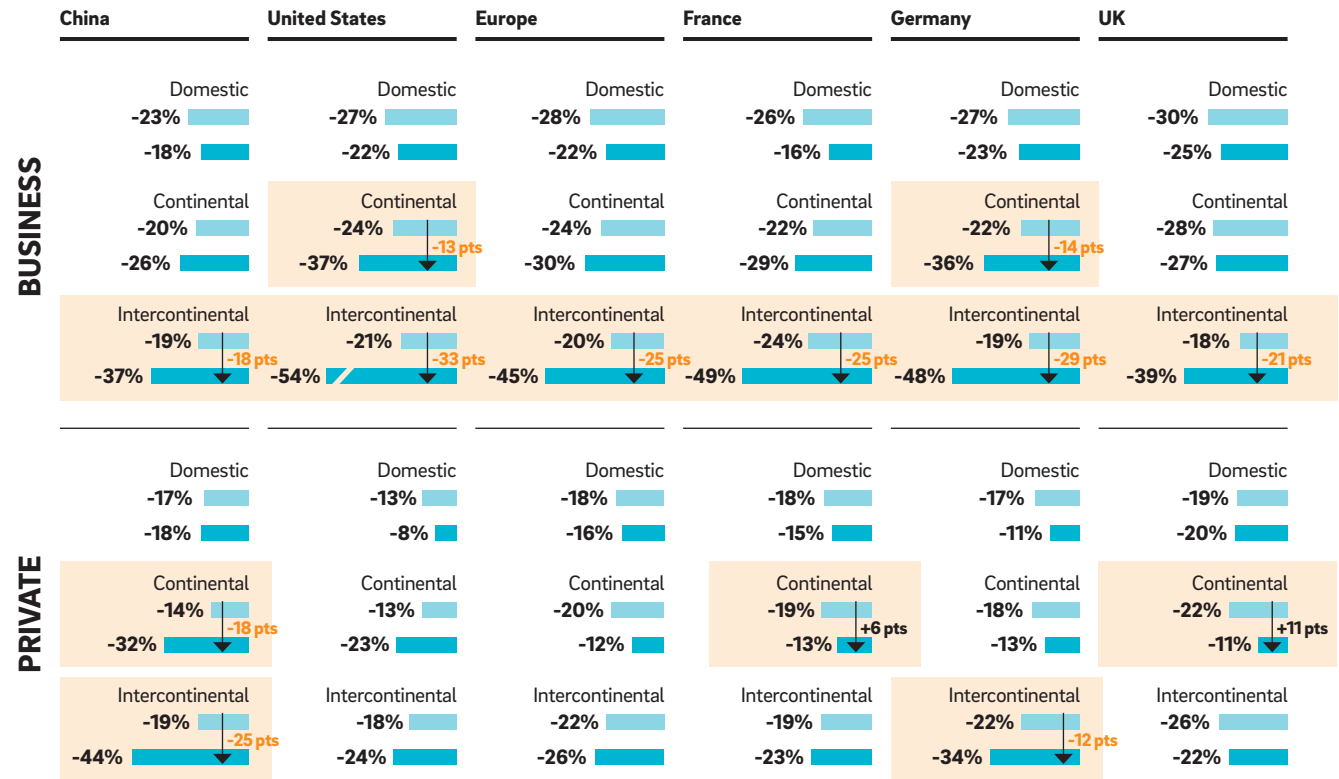 China United States Europe France Germany UK
BUSINESS
Domestic Domestic Domestic Domestic Domestic Domestic
-23% -27% -28% -26% -27% -30%
-18% -22% -22% -16% -23% -25%
Continental Continental Continental Continental Continental Continental
-20% -24% -24% -22% -22% -28%
-13 pts -14 pts
-26% -37% -30% -29% -36% -27%
Intercontinental Intercontinental Intercontinental Intercontinental Intercontinental Intercontinental
-19% -21% -20% -24% -19% -18%
-18 pts -33 pts -25 pts -25 pts -29 pts -21 pts
-37% -54% -45% -49% -48% -39%
PRIVATE
Domestic Domestic Domestic Domestic Domestic Domestic
-17% -13% -18% -18% -17% -19%
-18% -8% -16% -15% -11% -20%
Continental Continental Continental Continental Continental Continental
-14% -13% -20% -19% -18% -22%
-18 pts +6 pts +11 pts
-32% -23% -12% -13% -13% -11%
Intercontinental Intercontinental Intercontinental Intercontinental Intercontinental Intercontinental
-19% -18% -22% -19% -22% -26%
-25 pts -12 pts
-44% -24% -26% -23% -34% -22%